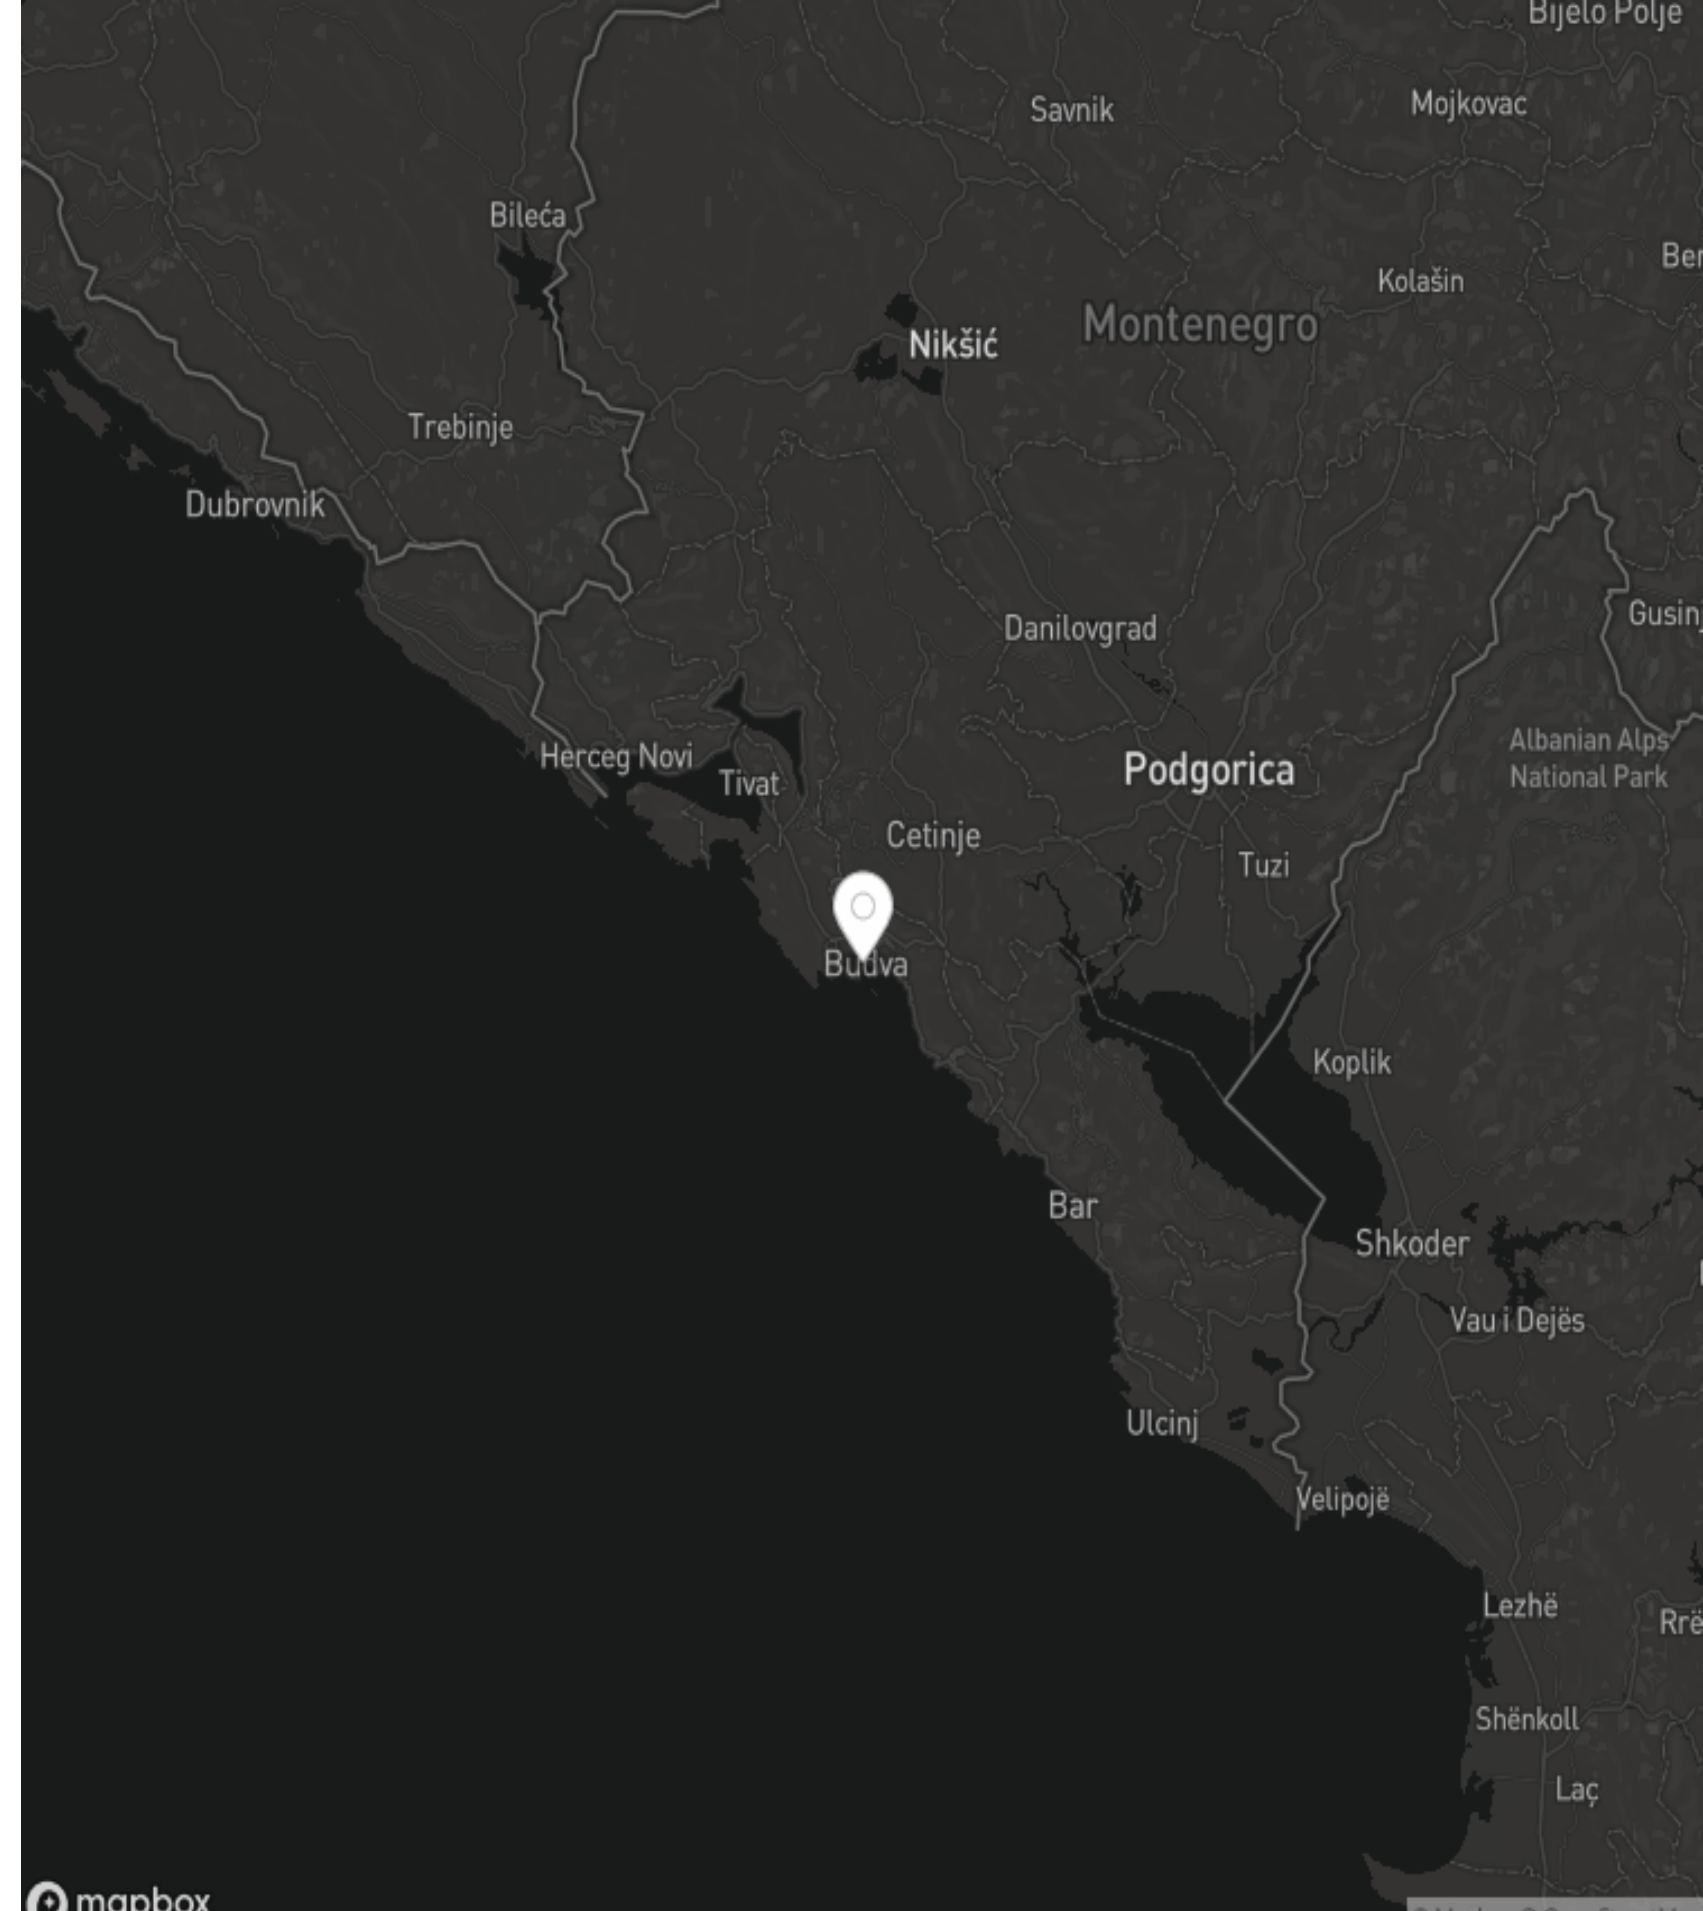 Bijelo Polje
Savnik
Mojkovac
Bileća
Kolašin
Montenegro
Nikšić
Trebinje
Dubrovnik
Danilovgrad
Albanian Alps
National Park
Herceg Novi
Tivat
Podgorica
Cetinje
Tuzi
Budva
Koplik
Bar
Shkoder
Vau i Dejës
Ulcinj
Velipojë
Lezhë
Shënkoll
Laç
mapbox